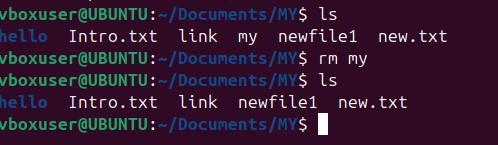 vboxuser@UBUNTU:~/Documents/MY$ ls
hello  Intro.txt  link  my  newfile1  new.txt
vboxuser@UBUNTU:~/Documents/MY$ rm my
vboxuser@UBUNTU:~/Documents/MY$ ls
hello  Intro.txt  link  newfile1  new.txt
vboxuser@UBUNTU:~/Documents/MY$